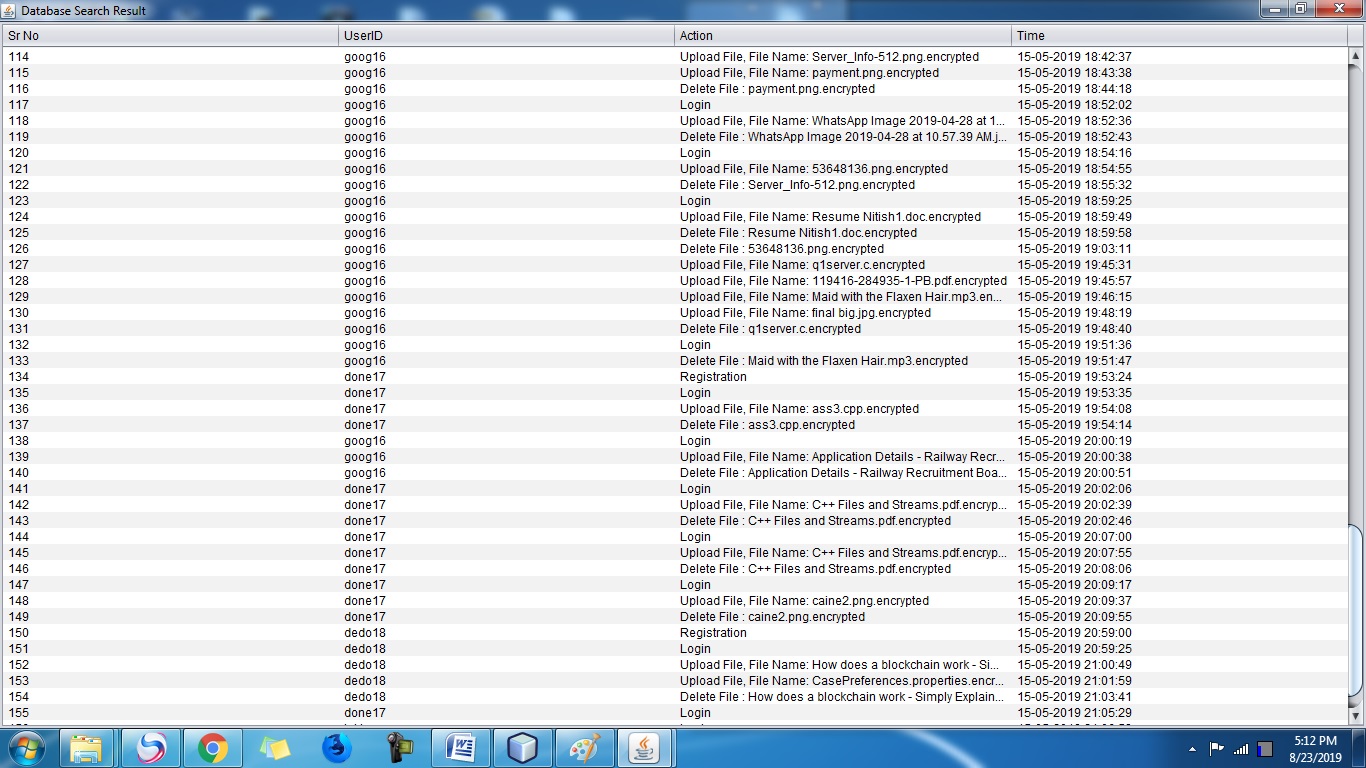 Database Search Result
Sr No UserID Action Time
114 goog16 Upload File, File Name: Server_Info-512.png.encrypted 15-05-2019 18:42:37
115 goog16 Upload File, File Name: payment.png.encrypted 15-05-2019 18:43:38
116 goog16 Delete File : payment.png.encrypted 15-05-2019 18:44:18
117 goog16 Login 15-05-2019 18:52:02
118 goog16 Upload File, File Name: WhatsApp Image 2019-04-28 at 1... 15-05-2019 18:52:36
119 goog16 Delete File : WhatsApp Image 2019-04-28 at 10.57.39 AM.j... 15-05-2019 18:52:43
120 goog16 Login 15-05-2019 18:54:16
121 goog16 Upload File, File Name: 53648136.png.encrypted 15-05-2019 18:54:55
122 goog16 Delete File : Server_Info-512.png.encrypted 15-05-2019 18:55:32
123 goog16 Login 15-05-2019 18:59:25
124 goog16 Upload File, File Name: Resume Nitish1.doc.encrypted 15-05-2019 18:59:49
125 goog16 Delete File : Resume Nitish1.doc.encrypted 15-05-2019 18:59:58
126 goog16 Delete File : 53648136.png.encrypted 15-05-2019 19:03:11
127 goog16 Upload File, File Name: q1server.c.encrypted 15-05-2019 19:45:31
128 goog16 Upload File, File Name: 119416-284935-1-PB.pdf.encrypted 15-05-2019 19:45:57
129 goog16 Upload File, File Name: Maid with the Flaxen Hair.mp3.en... 15-05-2019 19:46:15
130 goog16 Upload File, File Name: final big.jpg.encrypted 15-05-2019 19:48:19
131 goog16 Delete File : q1server.c.encrypted 15-05-2019 19:48:40
132 goog16 Login 15-05-2019 19:51:36
133 goog16 Delete File : Maid with the Flaxen Hair.mp3.encrypted 15-05-2019 19:51:47
134 done17 Registration 15-05-2019 19:53:24
135 done17 Login 15-05-2019 19:53:35
136 done17 Upload File, File Name: ass3.cpp.encrypted 15-05-2019 19:54:08
137 done17 Delete File : ass3.cpp.encrypted 15-05-2019 19:54:14
138 goog16 Login 15-05-2019 20:00:19
139 goog16 Upload File, File Name: Application Details - Railway Recr... 15-05-2019 20:00:38
140 goog16 Delete File : Application Details - Railway Recruitment Boa... 15-05-2019 20:00:51
141 done17 Login 15-05-2019 20:02:06
142 done17 Upload File, File Name: C++ Files and Streams.pdf.encryp... 15-05-2019 20:02:39
143 done17 Delete File : C++ Files and Streams.pdf.encrypted 15-05-2019 20:02:46
144 done17 Login 15-05-2019 20:07:00
145 done17 Upload File, File Name: C++ Files and Streams.pdf.encryp... 15-05-2019 20:07:55
146 done17 Delete File : C++ Files and Streams.pdf.encrypted 15-05-2019 20:08:06
147 done17 Login 15-05-2019 20:09:17
148 done17 Upload File, File Name: caine2.png.encrypted 15-05-2019 20:09:37
149 done17 Delete File : caine2.png.encrypted 15-05-2019 20:09:55
150 dedo18 Registration 15-05-2019 20:59:00
151 dedo18 Login 15-05-2019 20:59:25
152 dedo18 Upload File, File Name: How does a blockchain work - Si... 15-05-2019 21:00:49
153 dedo18 Upload File, File Name: CasePreferences.properties.encr... 15-05-2019 21:01:59
154 dedo18 Delete File : How does a blockchain work - Simply Explain... 15-05-2019 21:03:41
155 done17 Login 15-05-2019 21:05:29
5:12 PM
8/23/2019